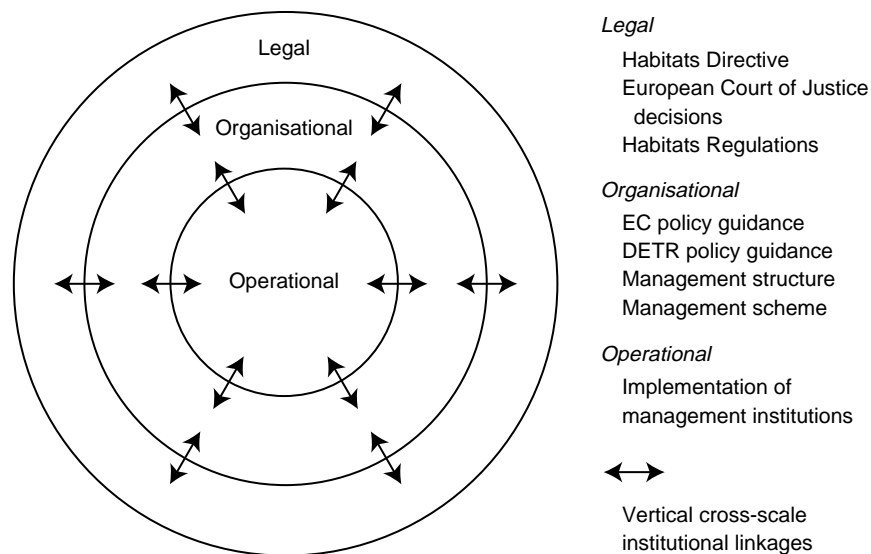 Legal
Organisational
Operational
Legal
Habitats Directive
European Court of Justice
decisions
Habitats Regulations
Organisational
EC policy guidance
DETR policy guidance
Management structure
Management scheme
Operational
Implementation of
management institutions
Vertical cross-scale
institutional linkages